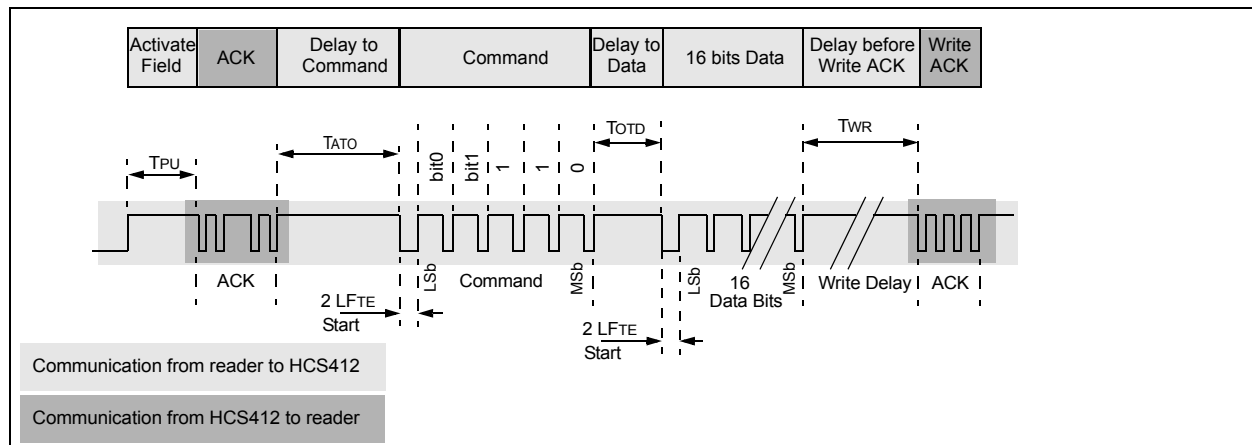 Activate Field
ACK
Delay to Command
Command
Delay to Data
16 bits Data
Delay before Write ACK
Write ACK
TPU
TATO
bit0
bit1
1
1
0
TOTD
TWR
ACK
LSb
Command
MSb
LSb
16 Data Bits
MSb
Write Delay
ACK
2 LFTE
Start
2 LFTE
Start
Communication from reader to HCS412
Communication from HCS412 to reader